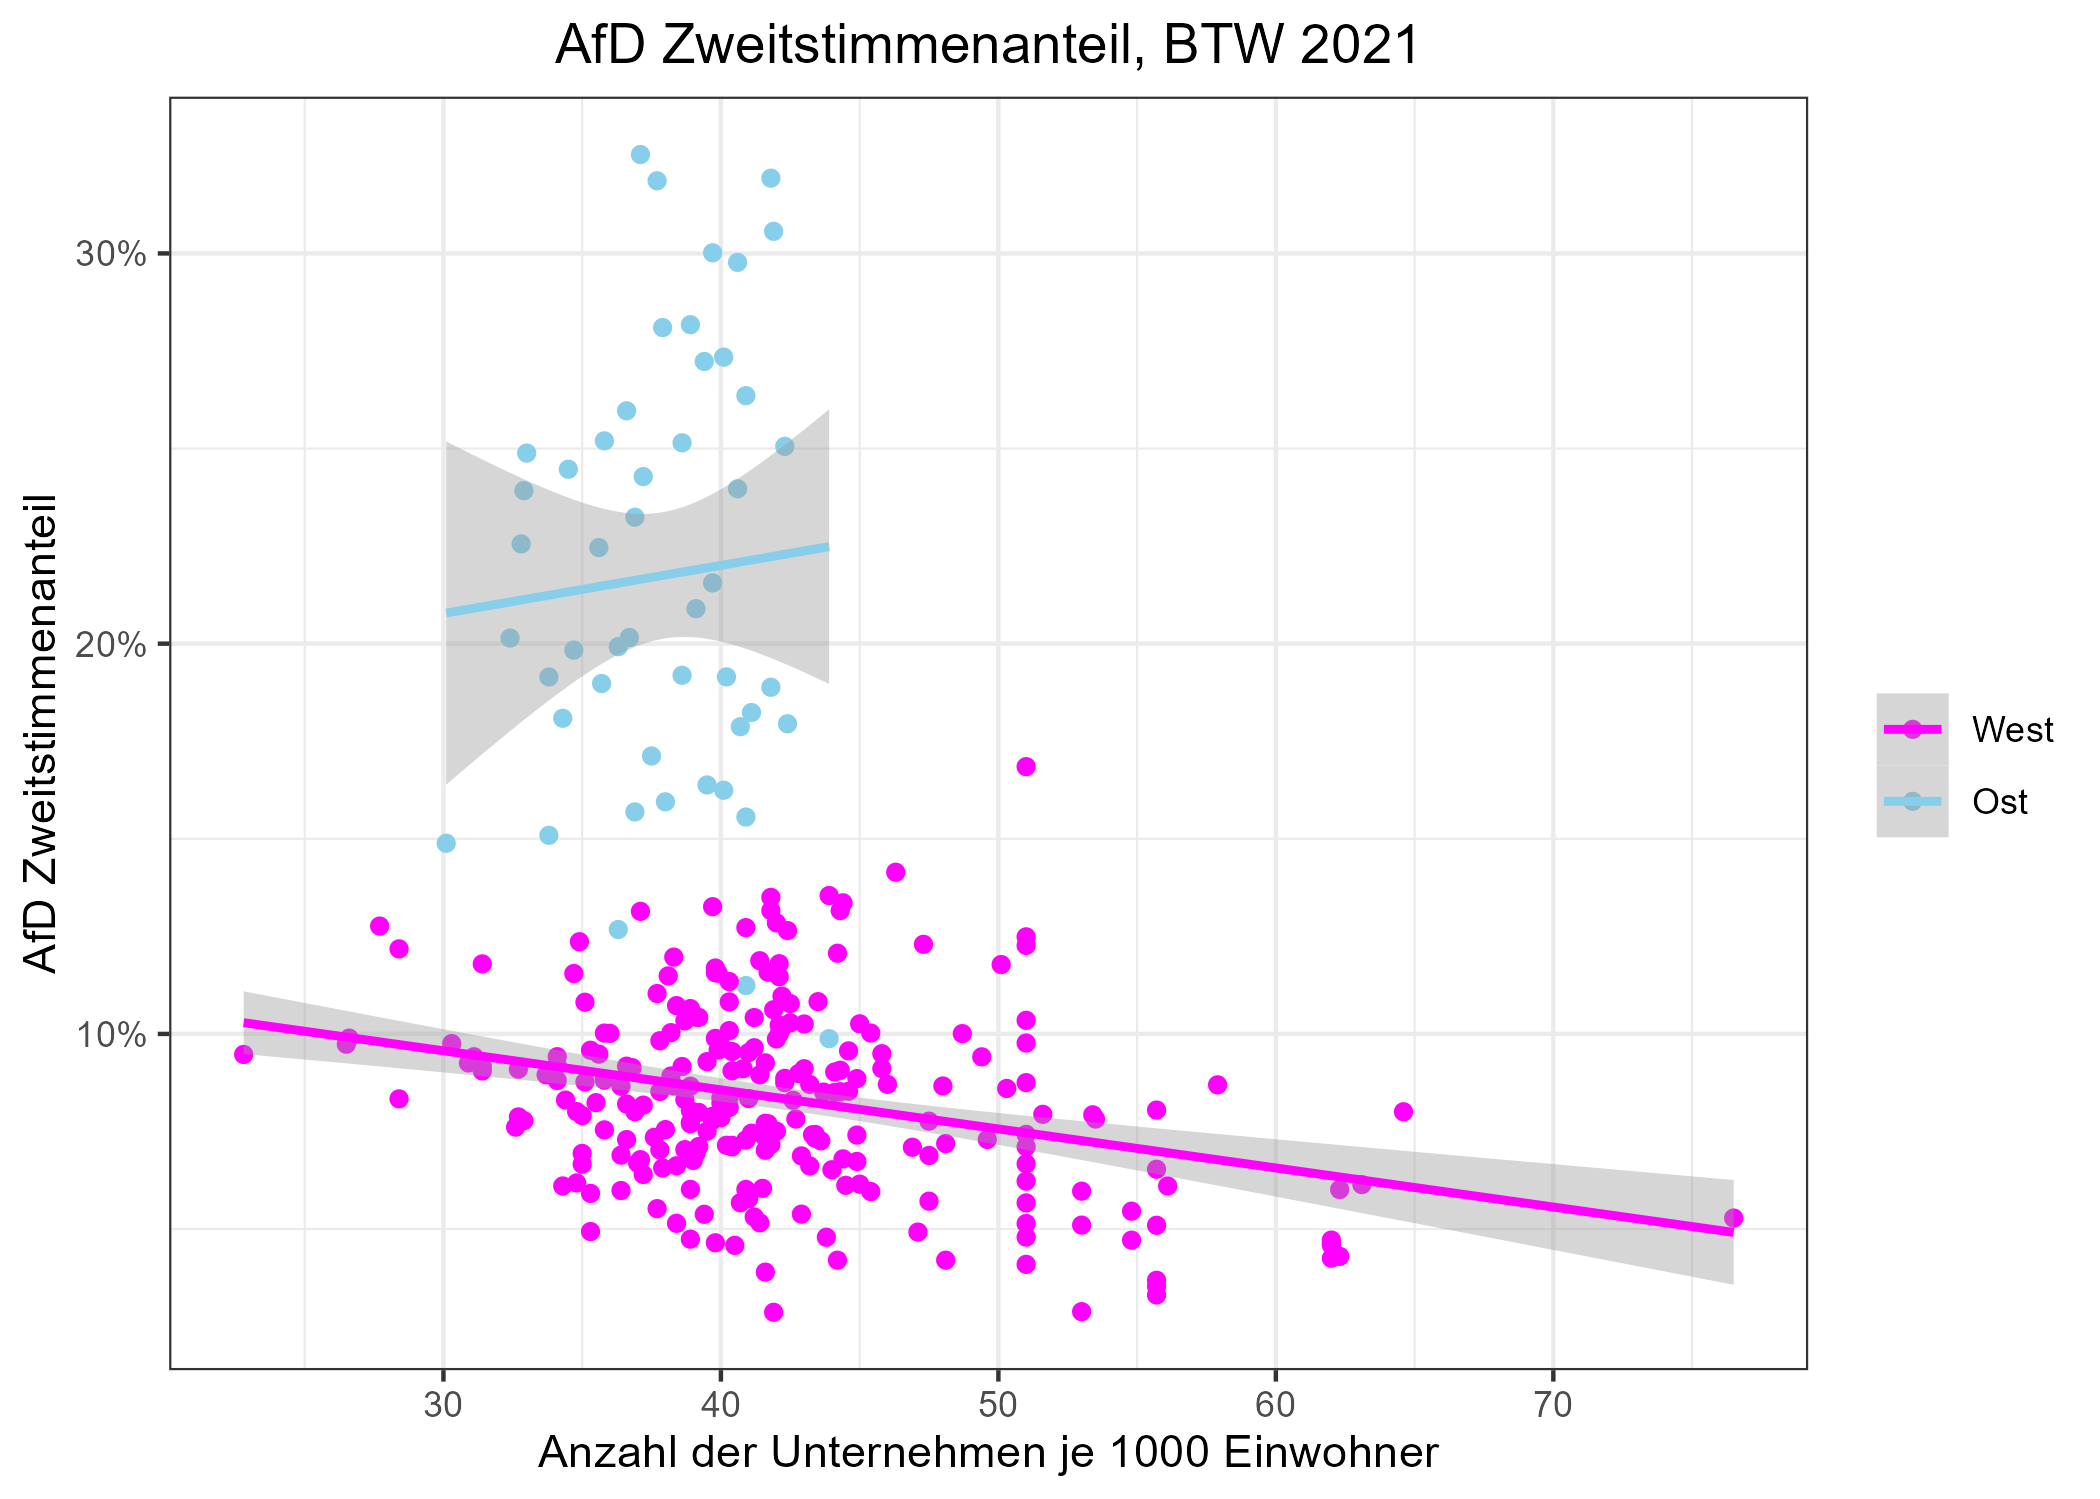 AfD Zweitstimmenanteil, BTW 2021
AfD Zweitsstimmenanteil
30%
20%
10%
30 40 50 60 70
Anzahl der Unternehmen je 1000 Einwohner
West
Ost